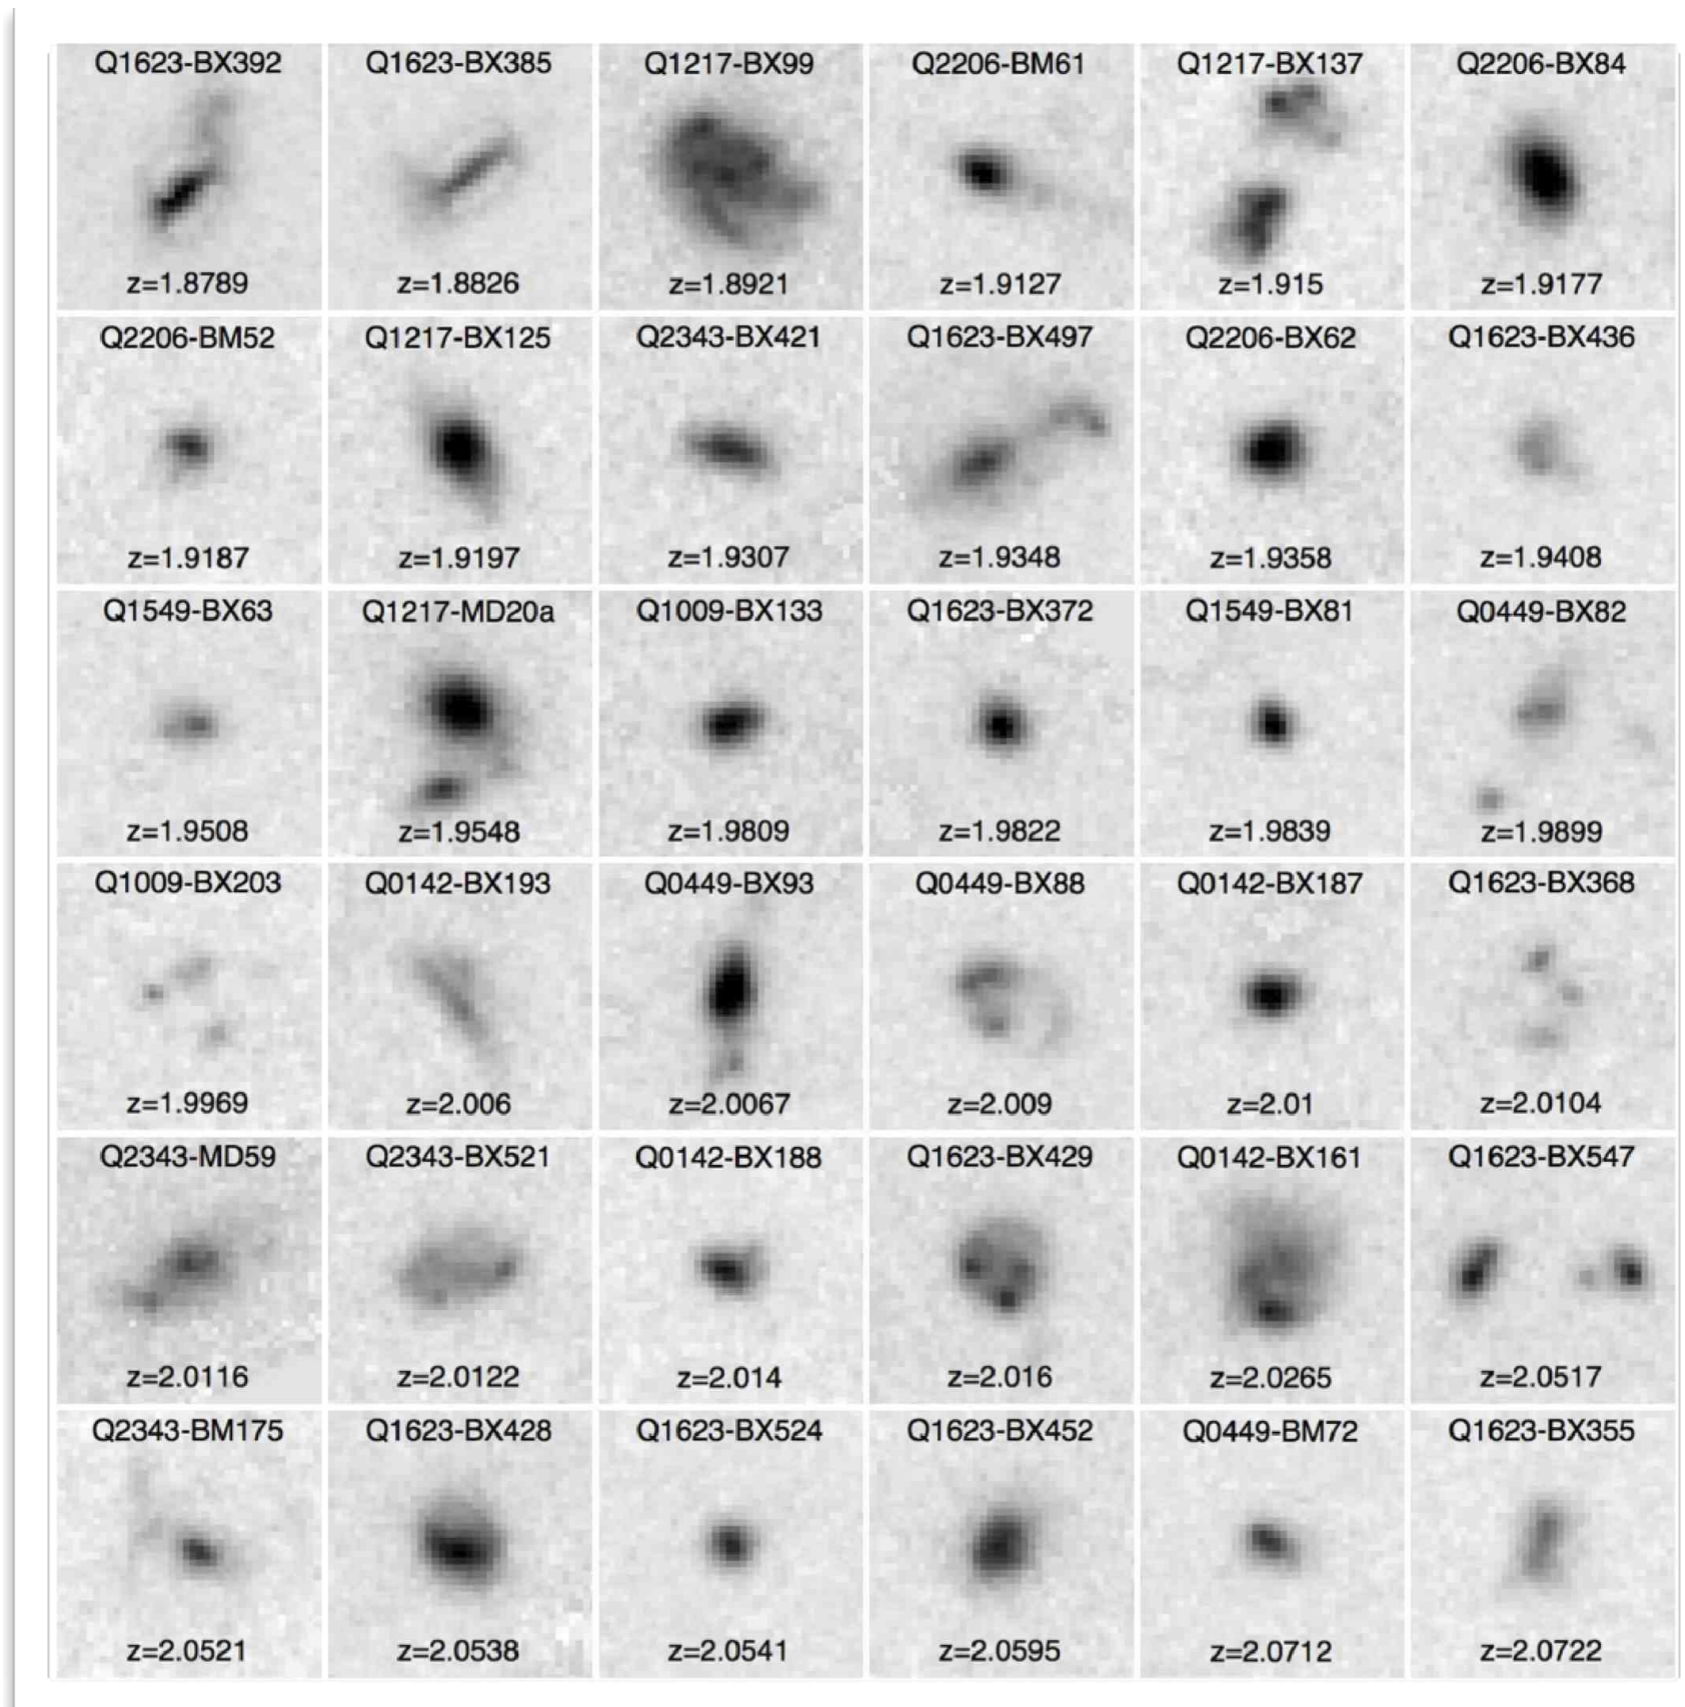 Q1623-BX392 Q1623-BX385 Q1217-BX99 Q2206-BM61 Q1217-BX137 Q2206-BX84
z=1.8789 z=1.8826 z=1.8921 z=1.9127 z=1.915 z=1.9177
Q2206-BM52 Q1217-BX125 Q2343-BX421 Q1623-BX497 Q2206-BX62 Q1623-BX436
z=1.9187 z=1.9197 z=1.9307 z=1.9348 z=1.9358 z=1.9408
Q1549-BX63 Q1217-MD20a Q1009-BX133 Q1623-BX372 Q1549-BX81 Q0449-BX82
z=1.9508 z=1.9548 z=1.9809 z=1.9822 z=1.9839 z=1.9899
Q1009-BX203 Q0142-BX193 Q0449-BX93 Q0449-BX88 Q0142-BX187 Q1623-BX368
z=1.9969 z=2.006 z=2.0067 z=2.009 z=2.01 z=2.0104
Q2343-MD59 Q2343-BX521 Q0142-BX188 Q1623-BX429 Q0142-BX161 Q1623-BX547
z=2.0116 z=2.0122 z=2.014 z=2.016 z=2.0265 z=2.0517
Q2343-BM175 Q1623-BX428 Q1623-BX524 Q1623-BX452 Q0449-BM72 Q1623-BX355
z=2.0521 z=2.0538 z=2.0541 z=2.0595 z=2.0712 z=2.0722